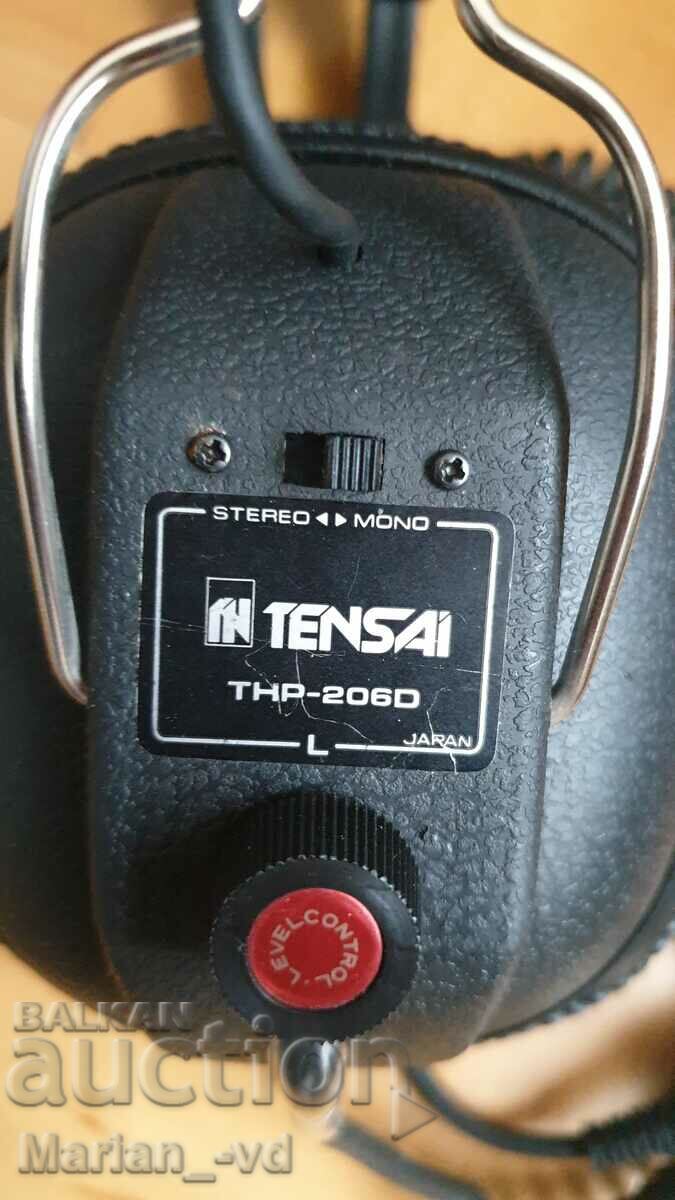 STEREO ◄ ► MONO
TENSAI
THP-206D
L
JAPAN
LEVEL CONTROL
BALKAN
auction
Marian_-vd